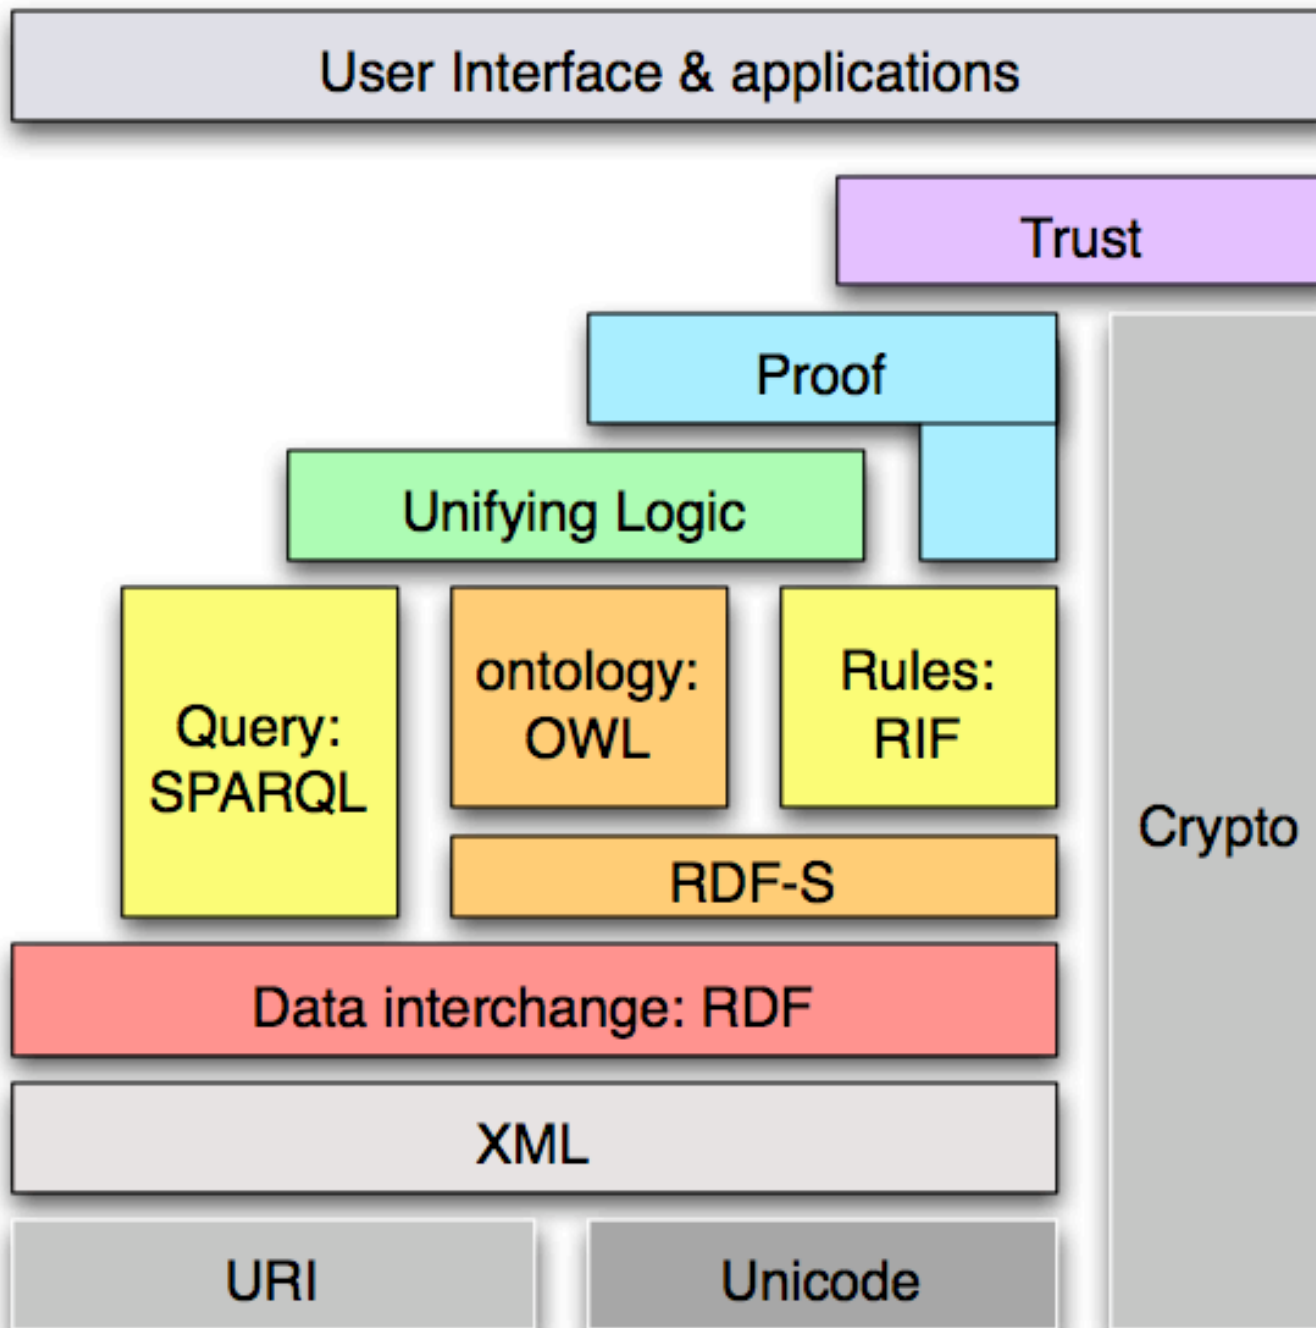 User Interface & applications
Trust
Proof
Unifying Logic
Query:
SPARQL
ontology:
OWL
Rules:
RIF
Crypto
RDF-S
Data interchange: RDF
XML
URI
Unicode